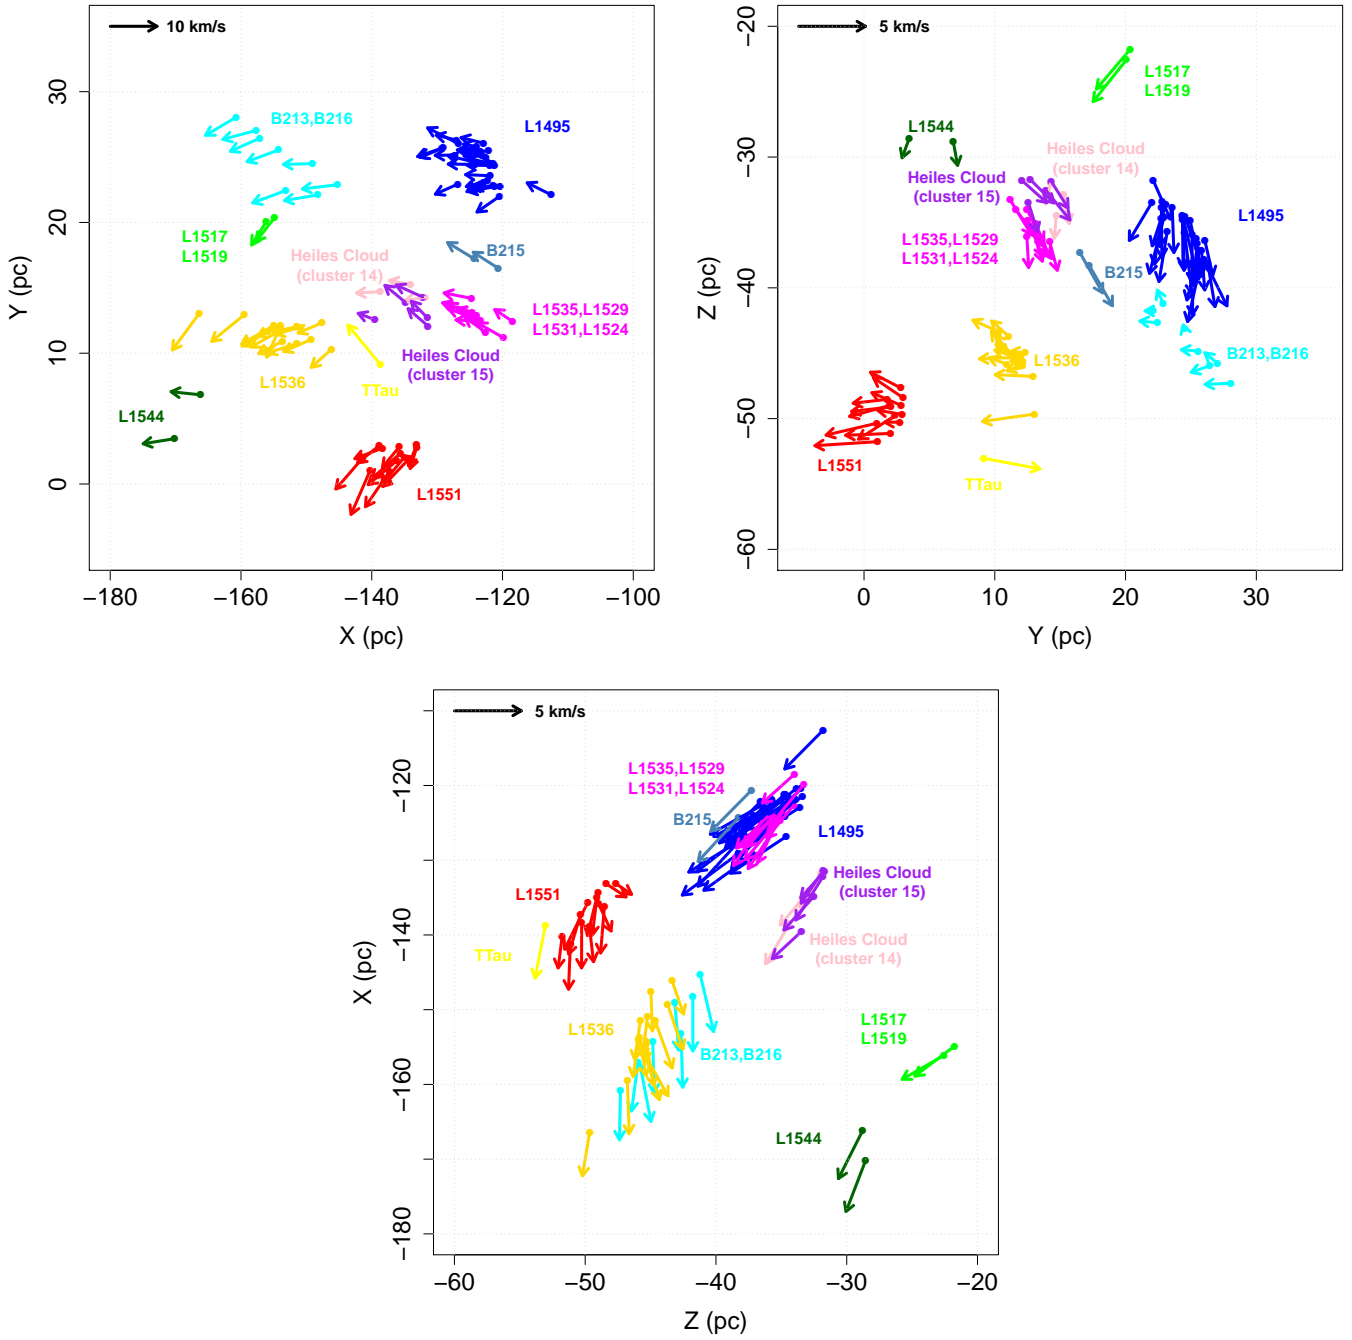 10 km/s
B213,B216
L1495
L1517
L1519
Heiles Cloud
(cluster 14)
B215
L1535,L1529
L1531,L1524
Heiles Cloud
(cluster 15)
TTau
L1536
L1544
L1551
30
20
10
0
Y (pc)
−180
−160
−140
−120
−100
X (pc)
5 km/s
L1517
L1519
L1544
Heiles Cloud
(cluster 14)
Heiles Cloud
(cluster 15)
L1495
L1535,L1529
L1531,L1524
B215
L1536
B213,B216
L1551
TTau
−20
−30
−40
−50
−60
Z (pc)
0
10
20
30
Y (pc)
5 km/s
L1535,L1529
L1531,L1524
B215
L1495
L1551
Heiles Cloud
(cluster 15)
Heiles Cloud
(cluster 14)
TTau
L1536
B213,B216
L1517
L1519
L1544
−120
−140
−160
−180
X (pc)
−60
−50
−40
−30
−20
Z (pc)